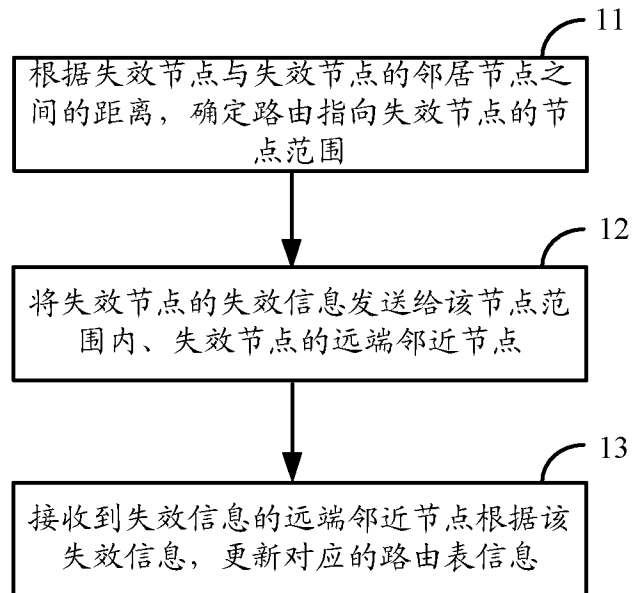 11
根据失效节点与失效节点的邻居节点之
间的距离，确定路由指向失效节点的节
点范围
12
将失效节点的失效信息发送给该节点范
围内、失效节点的远端邻近节点
13
接收到失效信息的远端邻近节点根据该
失效信息，更新对应的路由表信息